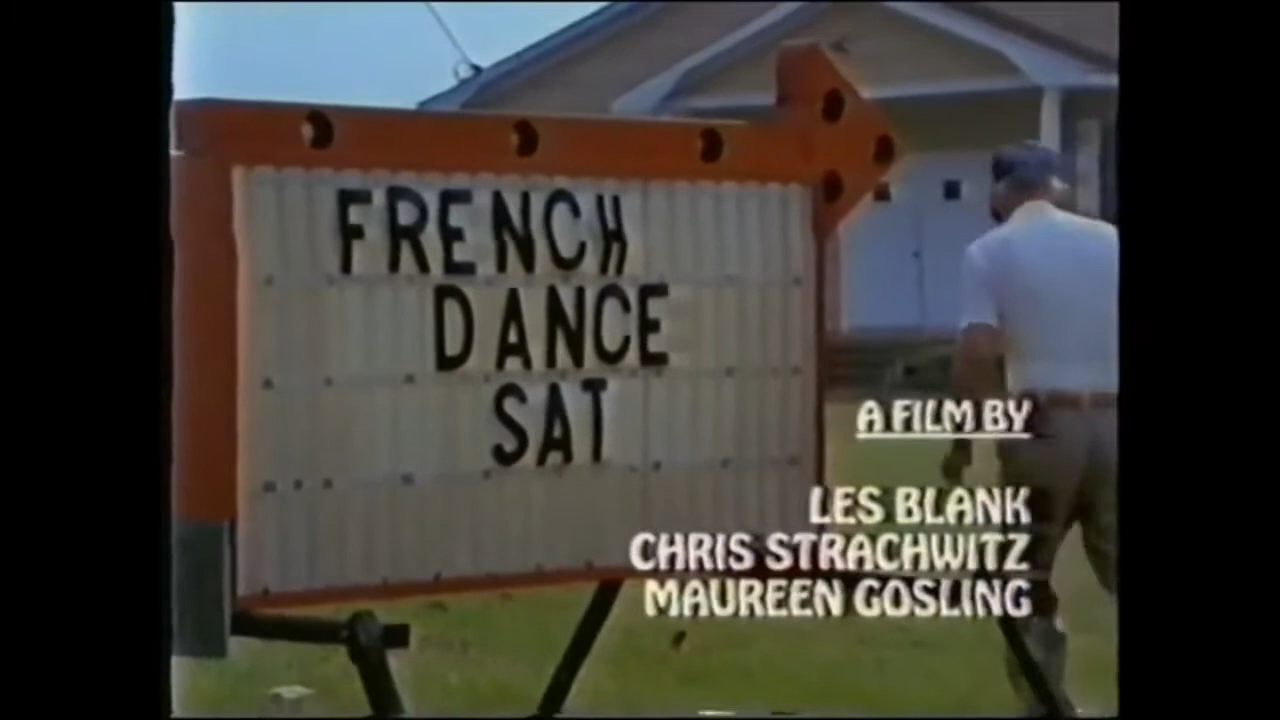 FRENCH
DANCE
SAT
A FILM BY
LES BLANK
CHRIS STRACHWITZ
MAUREEN GOSLING